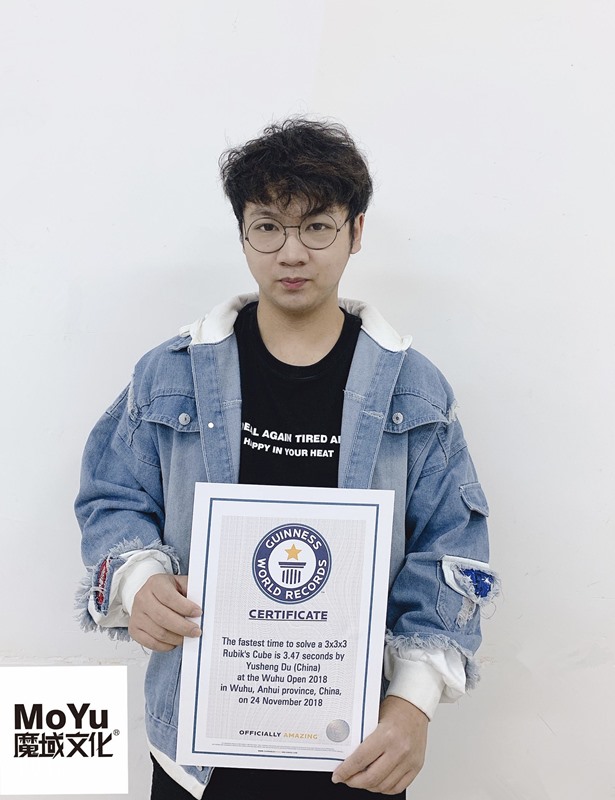 DEAL AGAIN TIRED
HAPPY IN YOUR HEAT
GUINNESS
WORLD RECORDS
CERTIFICATE
The fastest time to solve a 3x3x3
Rubik's Cube is 3.47 seconds by
Yusheng Du (China)
at the Wuhu Open 2018
in Wuhu, Anhui province, China,
on 24 November 2018
OFFICIALLY AMAZING
MoYu
魔域文化®